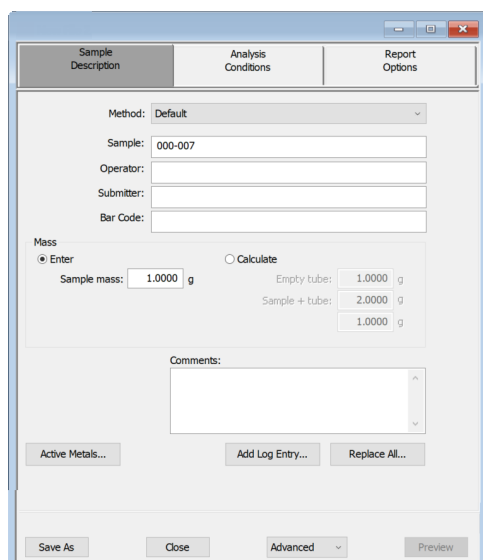 Sample Description Analysis Conditions Report Options
Method: Default
Sample: 000-007
Operator:
Submitter:
Bar Code:
Mass
Enter Calculate
Sample mass: 1.0000 g Empty tube: 1.0000 g
Sample + tube: 2.0000 g
1.0000 g
Comments:
Active Metals... Add Log Entry... Replace All...
Save As Close Advanced Preview